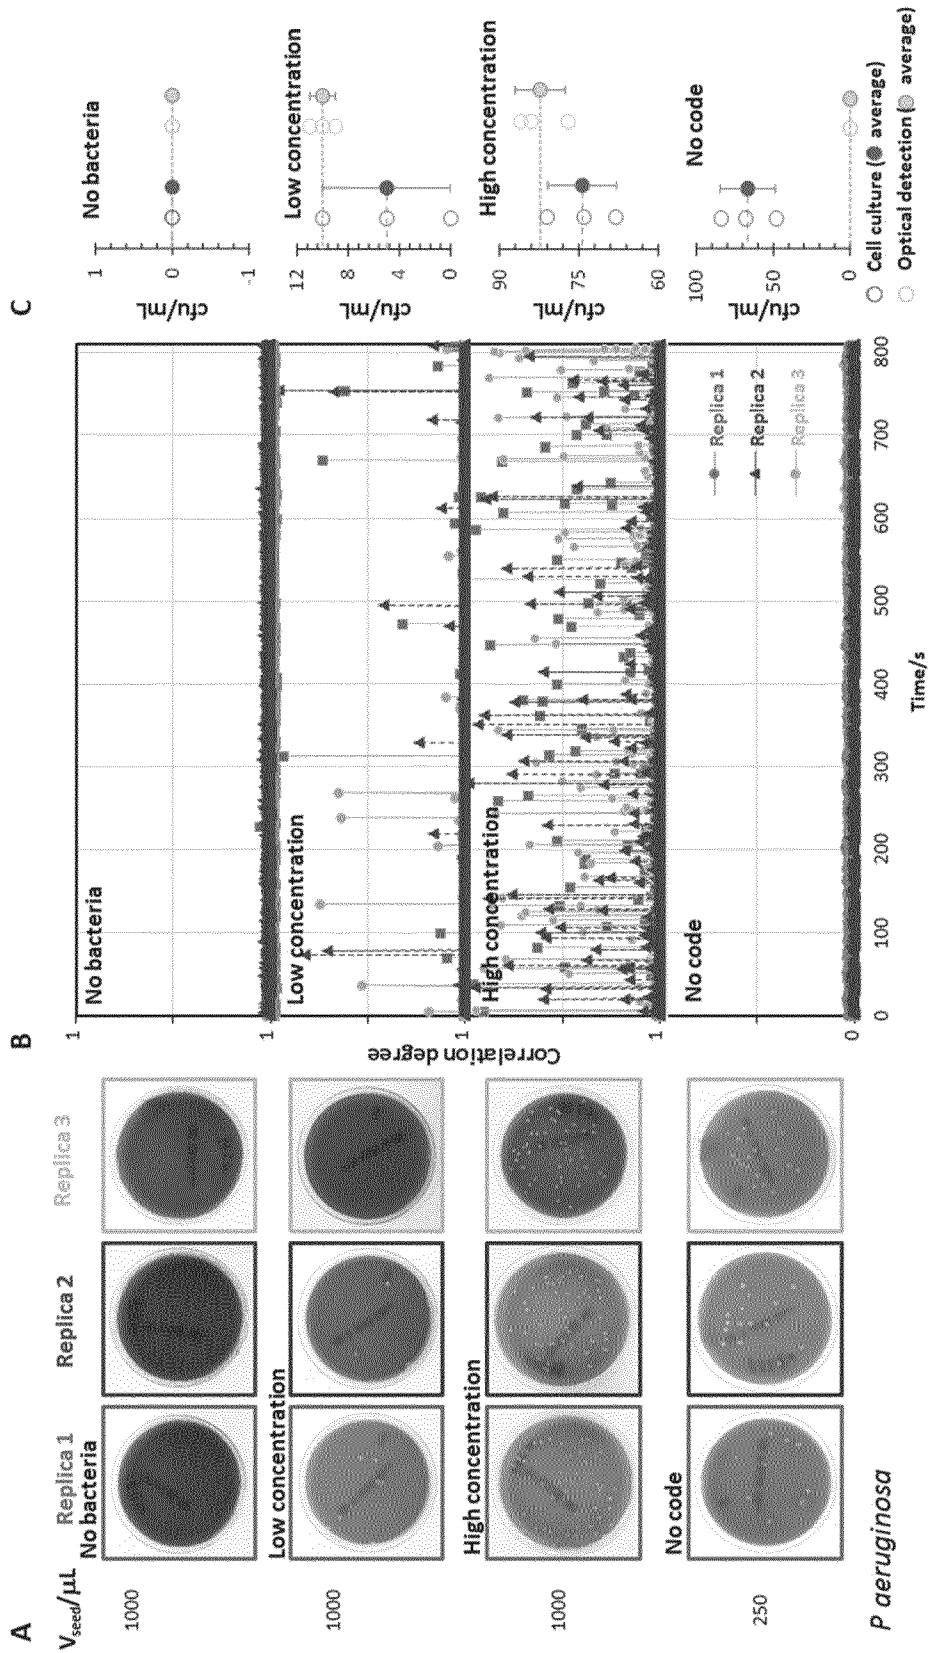 A
V_seed/µL
Replica 1
Replica 2
Replica 3
No bacteria
1000
Low concentration
1000
High concentration
1000
No code
250
P aeruginosa
B
Correlation degree
1
No bacteria
1
Low concentration
1
High concentration
1
No code
Replica 1
Replica 2
Replica 3
0
0 100 200 300 400 500 600 700 800
Time/s
C
No bacteria
cfu/mL
1
0
-1
Low concentration
cfu/mL
12
8
4
0
High concentration
cfu/mL
90
75
60
No code
cfu/mL
100
50
0
Cell culture ( average)
Optical detection ( average)